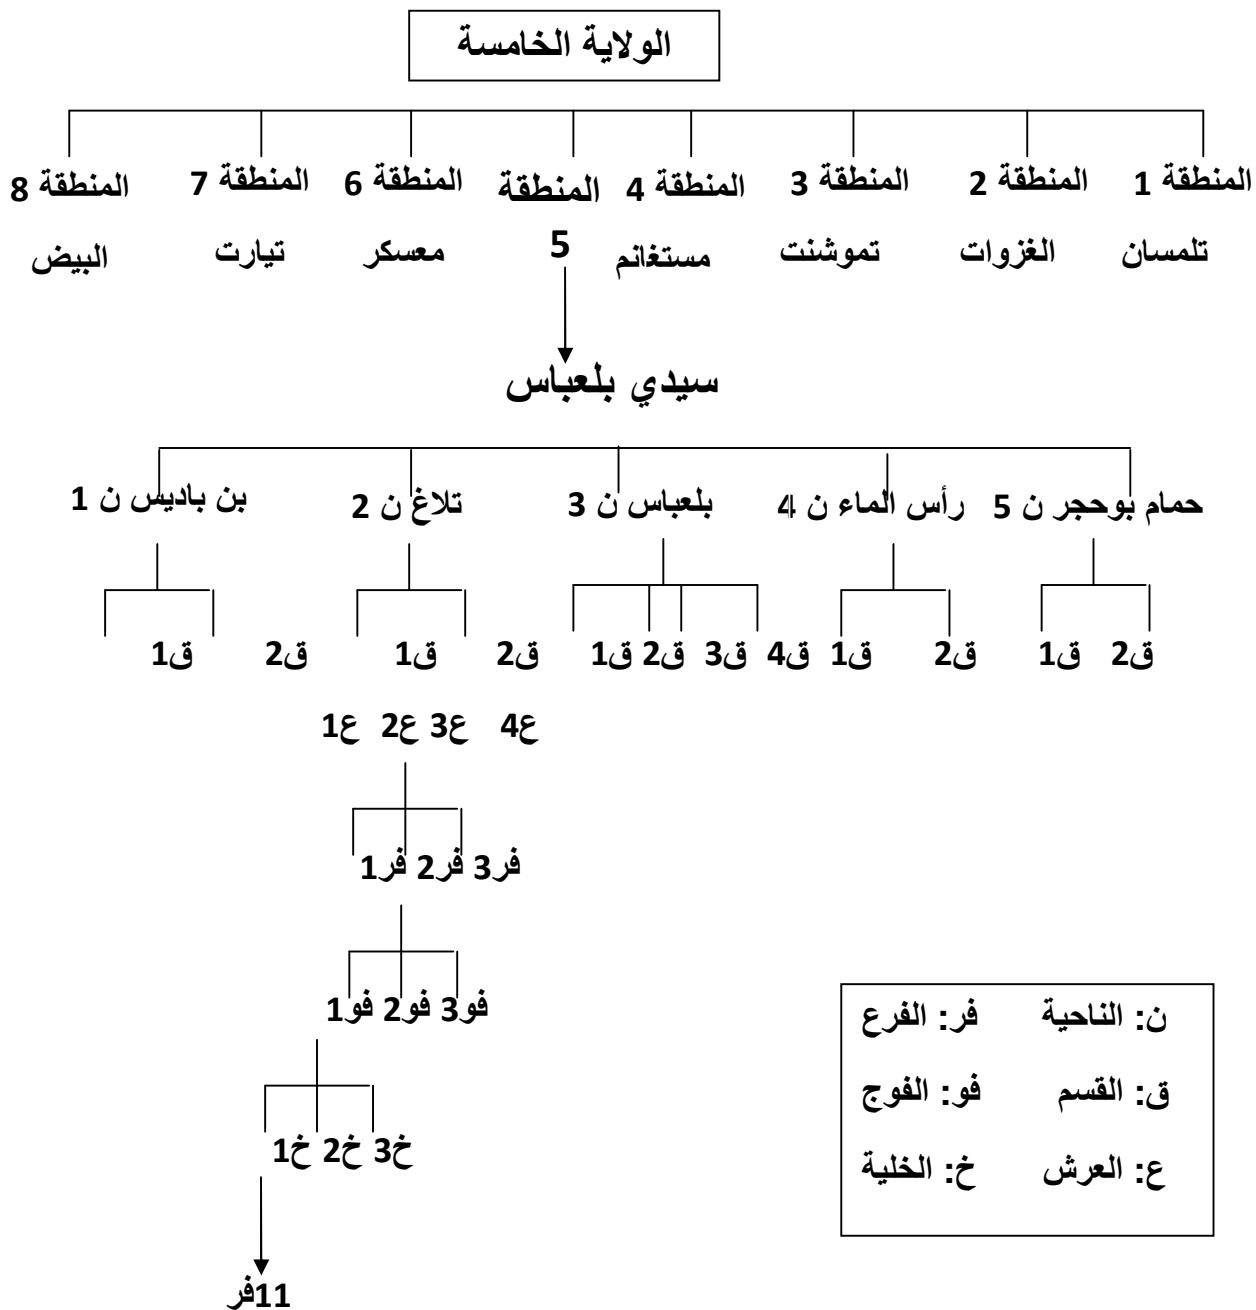 الولاية الخامسة
المنطقة 1 المنطقة 2 المنطقة 3 المنطقة 4 المنطقة المنطقة 6 المنطقة 7 المنطقة 8
تلمسان الغزوات تموشنت مستغانم 5 معسكر تيارت البيض
سيدي بلعباس
حمام بوحجر ن 5 رأس الماء ن 4 بلعباس ن 3 تلاغ ن 2 بن باديس ن 1
ق2 ق1 ق2 ق1 ق4 ق3 ق2 ق1 ق2 ق1 ق2 ق1
ع4 ع3 ع2 ع1
فر3 فر2 فر1
فو3 فو2 فو1
خ3 خ2 خ1
11فر
ن: الناحية فر: الفرع
ق: القسم فو: الفوج
ع: العرش خ: الخلية